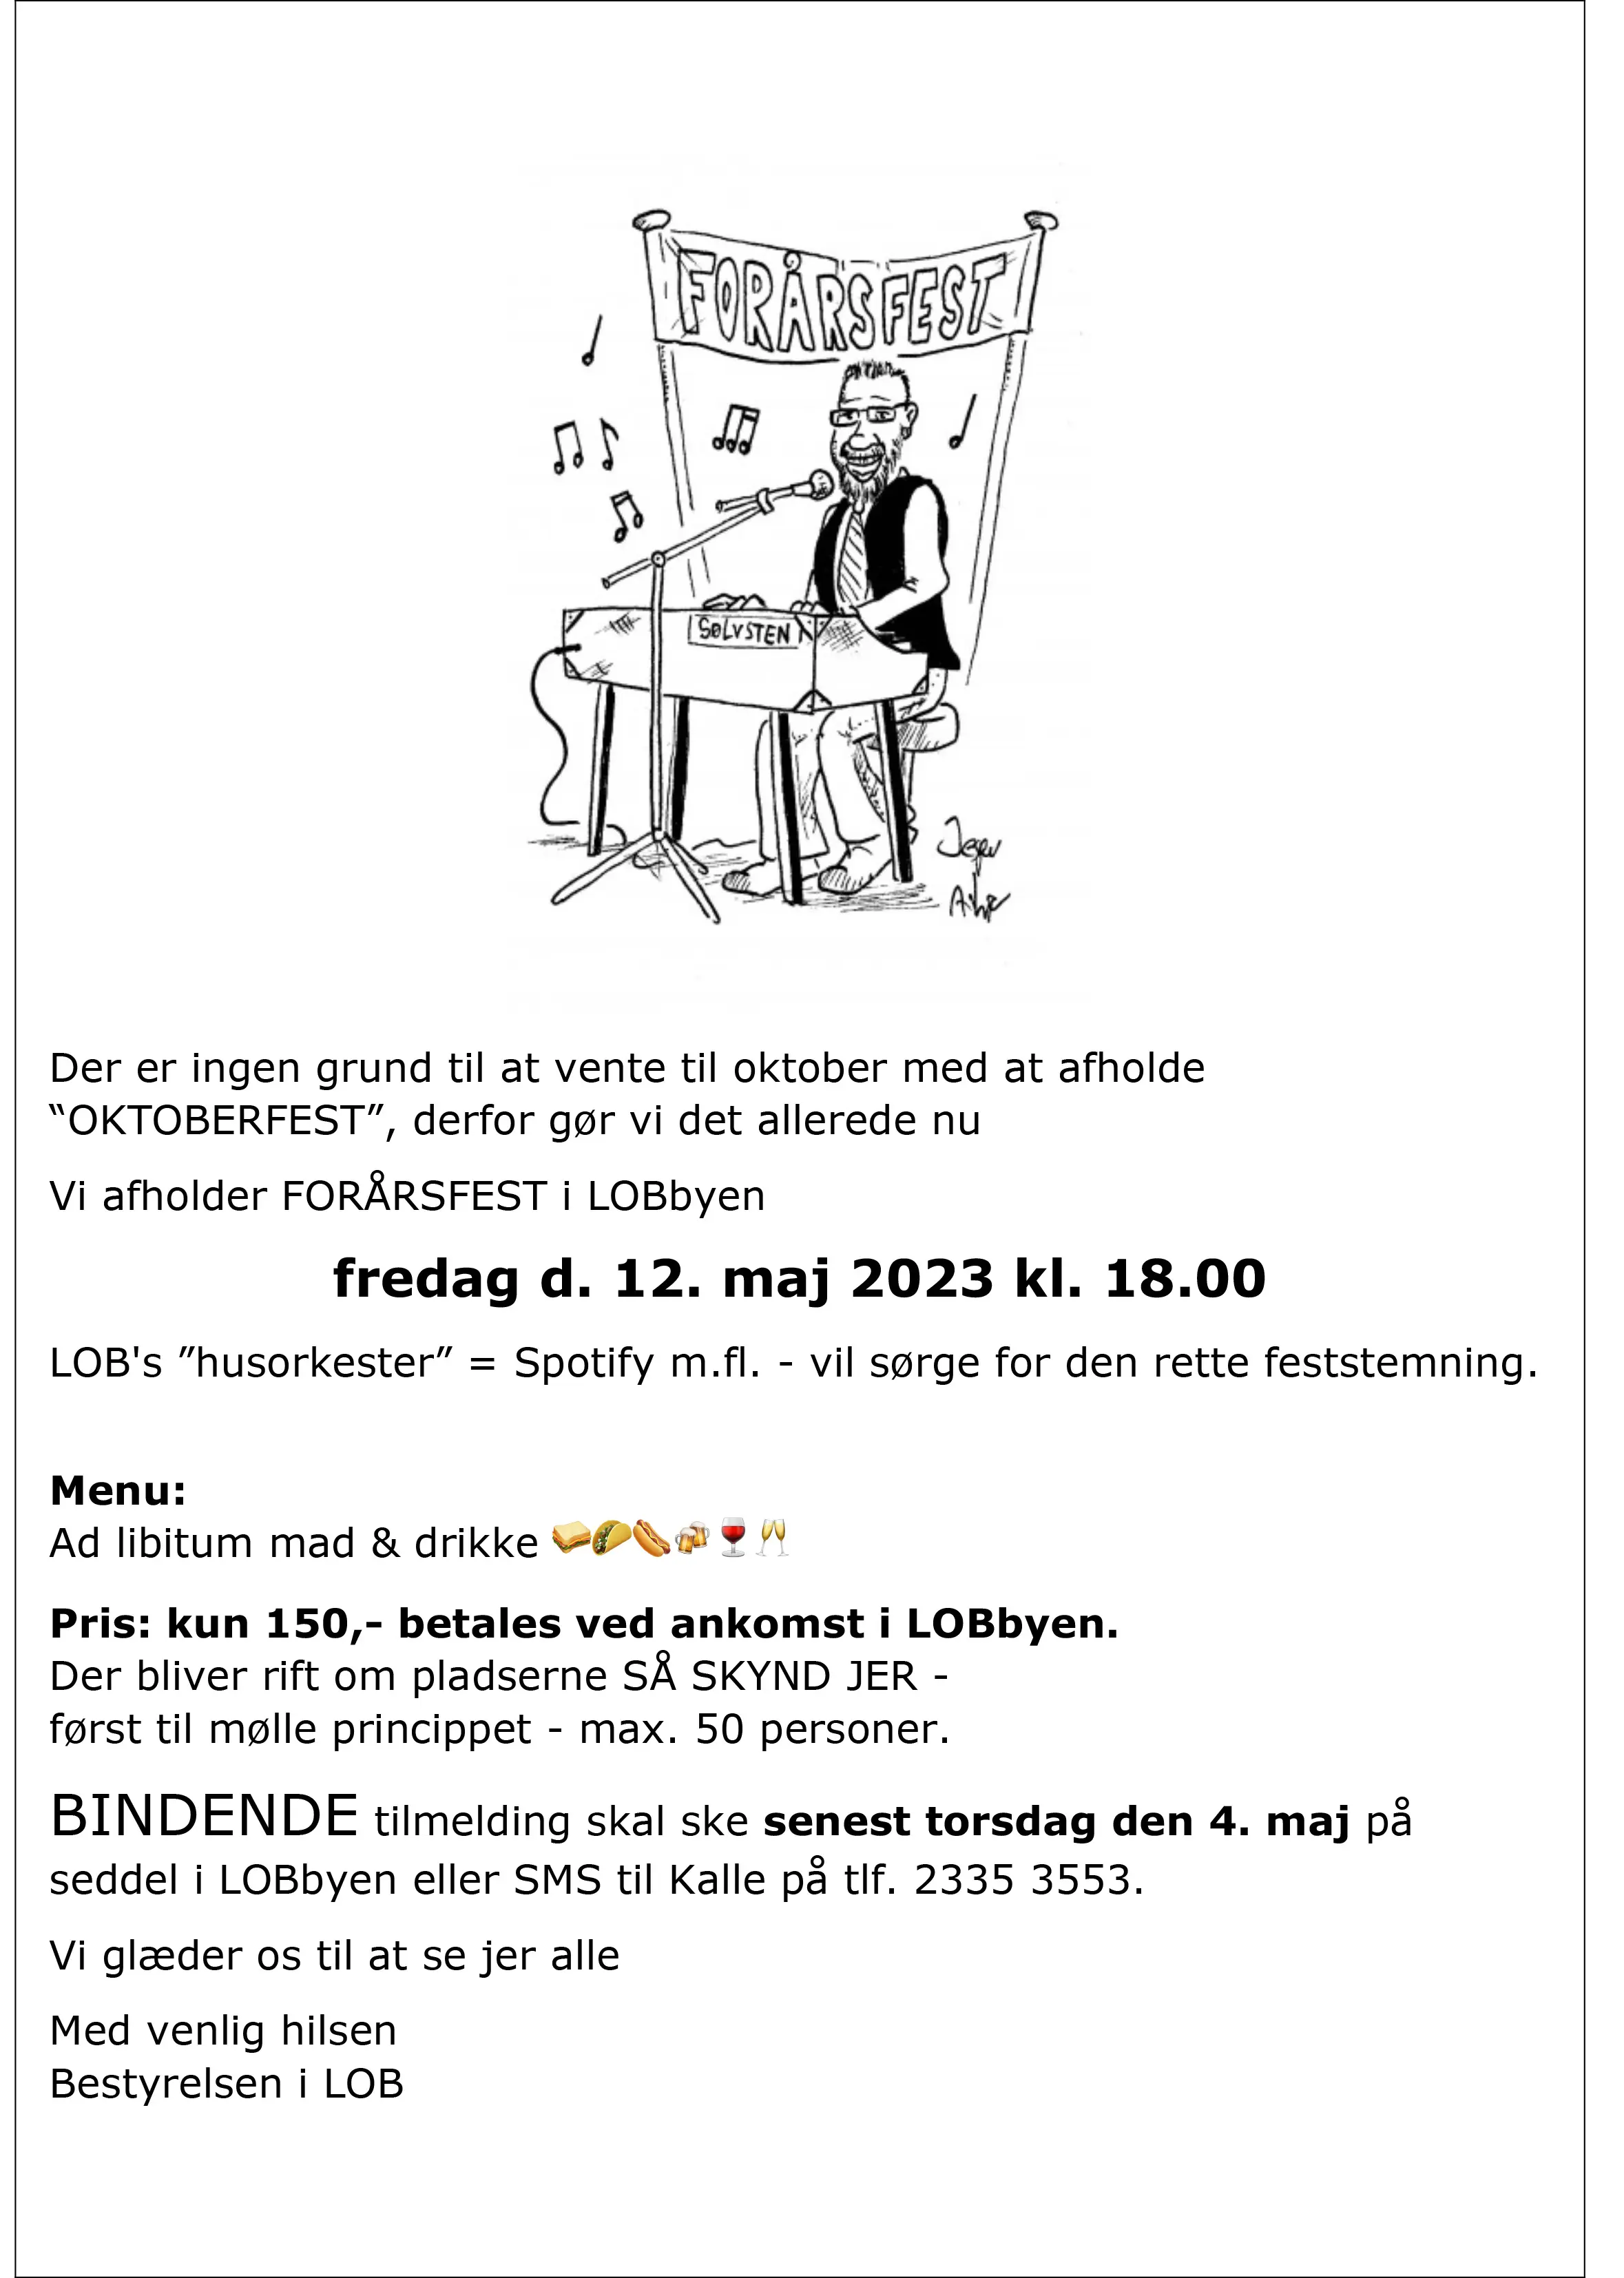 FORÅRSFEST
SØLVSTEN
Der er ingen grund til at vente til oktober med at afholde
“OKTOBERFEST”, derfor gør vi det allerede nu
Vi afholder FORÅRSFEST i LOBbyen
fredag d. 12. maj 2023 kl. 18.00
LOB's ”husorkester” = Spotify m.fl. - vil sørge for den rette feststemning.
Menu:
Ad libitum mad & drikke 🥪🌮🌭🍻🍷🥂
Pris: kun 150,- betales ved ankomst i LOBbyen.
Der bliver rift om pladserne SÅ SKYND JER -
først til mølle princippet - max. 50 personer.
BINDENDE tilmelding skal ske senest torsdag den 4. maj på
seddel i LOBbyen eller SMS til Kalle på tlf. 2335 3553.
Vi glæder os til at se jer alle
Med venlig hilsen
Bestyrelsen i LOB